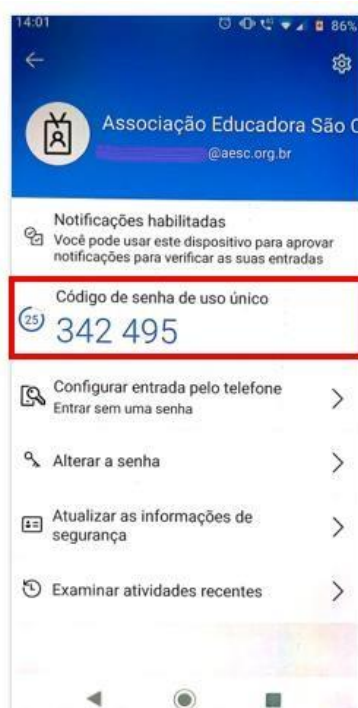 14:01
86%
Associação Educadora São C
@aesc.org.br
Notificações habilitadas
Você pode usar este dispositivo para aprovar
notificações para verificar as suas entradas
Código de senha de uso único
25
342 495
Configurar entrada pelo telefone
Entrar sem uma senha
Alterar a senha
Atualizar as informações de
segurança
Examinar atividades recentes